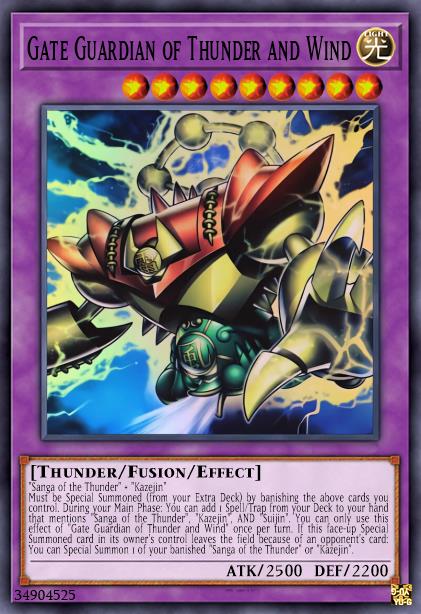 GATE GUARDIAN OF THUNDER AND WIND
LIGHT
光
[THUNDER/FUSION/EFFECT]
"Sanga of the Thunder" + "Kazejin"
Must be Special Summoned (from your Extra Deck) by banishing the above cards you
control. During your Main Phase: You can add 1 Spell/Trap from your Deck to your hand
that mentions "Sanga of the Thunder", "Kazejin", AND "Suijin". You can only use this
effect of "Gate Guardian of Thunder and Wind" once per turn. If this face-up Special
Summoned card in its owner's control leaves the field because of an opponent's card:
You can Special Summon 1 of your banished "Sanga of the Thunder" or "Kazejin".
ATK/2500 DEF/2200
34904525